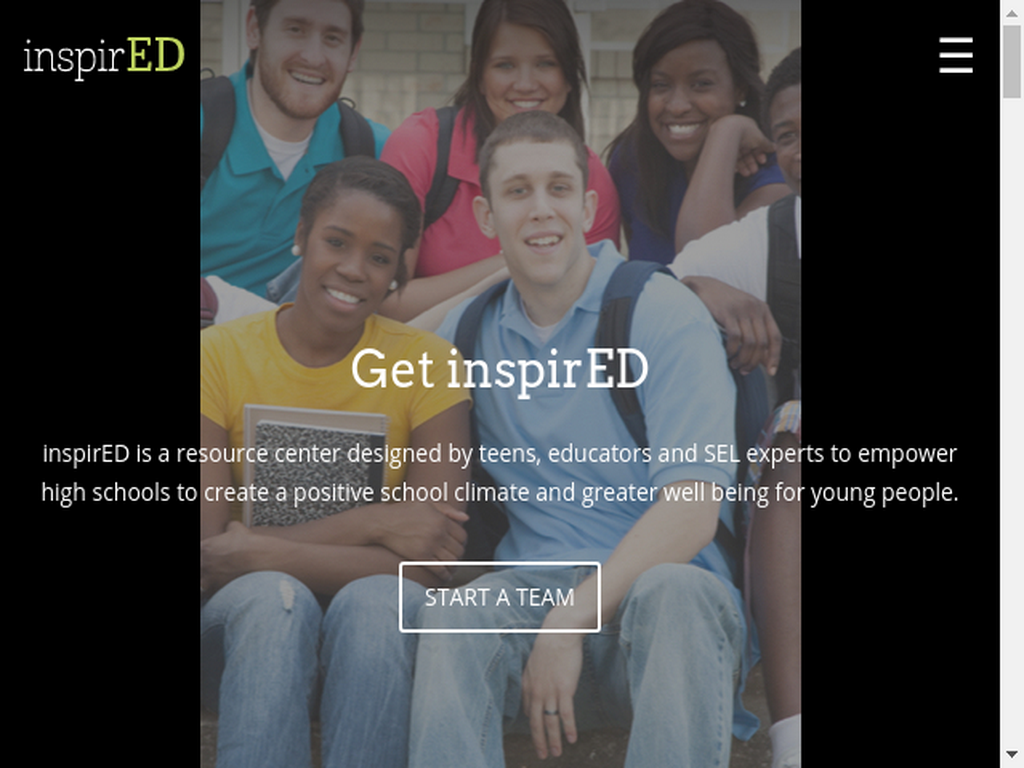 inspirED
Get inspirED
inspirED is a resource center designed by teens, educators and SEL experts to empower
high schools to create a positive school climate and greater well being for young people.
START A TEAM